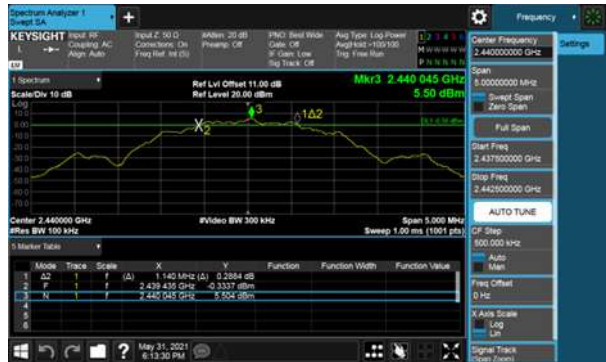 Spectrum Analyzer 1
Swept SA
+
Frequency
KEYSIGHT
Input: RF
Coupling: AC
Align: Auto
Input Z: 50 Ω
Corrections: On
Freq Ref: Int (S)
#Atten: 20 dB
Preamp: Off
PNO: Best Wide
Gate: Off
IF Gain: Low
Sig Track: Off
Avg Type: Log-Power
Avg|Hold: >100/100
Trig: Free Run
1 2 3 4 5 6
M W W W W W
P N N N N N
Center Frequency
2.440000000 GHz
Settings
Span
5.00000000 MHz
Swept Span
Zero Span
Full Span
Start Freq
2.437500000 GHz
Stop Freq
2.442500000 GHz
AUTO TUNE
CF Step
500.000 kHz
Auto
Man
Freq Offset
0 Hz
X Axis Scale
Log
Lin
Signal Track
(Span Zoom)
1 Spectrum
Scale/Div 10 dB
Ref Lvl Offset 11.00 dB
Ref Level 20.00 dBm
Mkr3 2.440 045 GHz
5.50 dBm
Log
10.0
0.00
3
1Δ2
X2
Center 2.440000 GHz
#Res BW 100 kHz
#Video BW 300 kHz
Span 5.000 MHz
Sweep 1.00 ms (1001 pts)
5 Marker Table
Mode Trace Scale X Y Function Function Width Function Value
1 Δ2 1 f (Δ) 1.140 MHz (Δ) 0.2884 dB
2 F 1 f 2.439 435 GHz -0.3337 dBm
3 N 1 f 2.440 045 GHz 5.504 dBm
4
5
6
?
May 31, 2021
6:13:30 PM